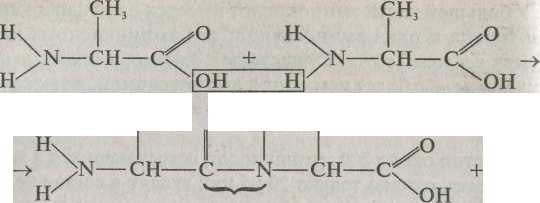 CH₃ CH₃
H O H O
N—CH—C + N—CH—C →
H OH H OH
→ H N—CH—C—N—CH—C O +
H OH